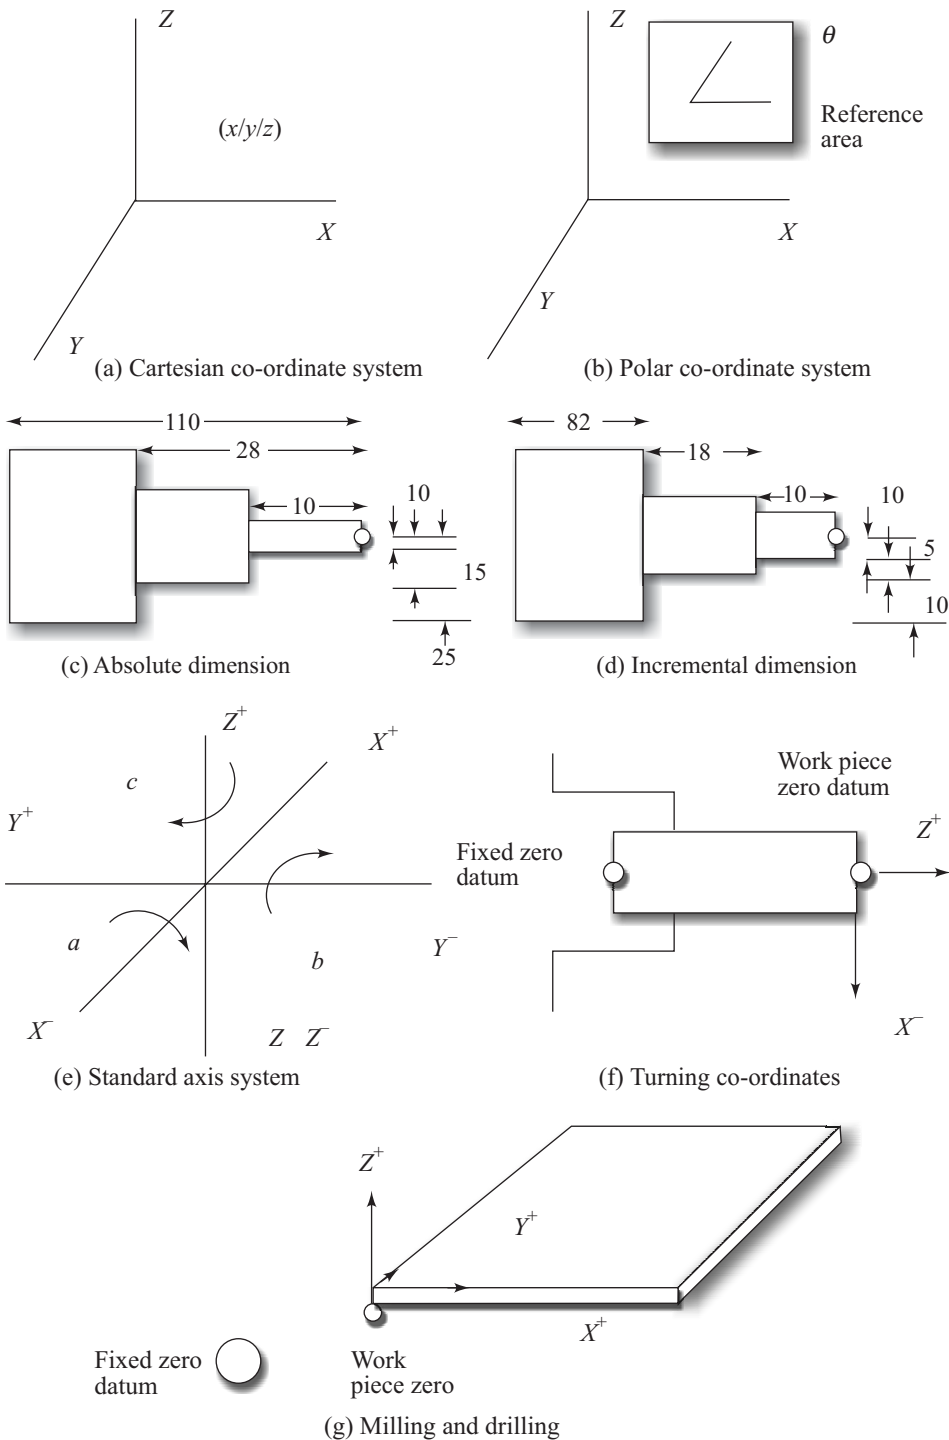 Z
(x/y/z)
X
Y
(a) Cartesian co-ordinate system
Z
θ
Reference
area
X
Y
(b) Polar co-ordinate system
110
28
10
10
15
25
(c) Absolute dimension
82
18
10
10
5
10
(d) Incremental dimension
Z+
X+
c
Y+
a
b
Y−
X−
Z Z−
(e) Standard axis system
Work piece
zero datum
Z+
Fixed zero
datum
X−
(f) Turning co-ordinates
Z+
Y+
X+
Fixed zero
datum
Work
piece zero
(g) Milling and drilling